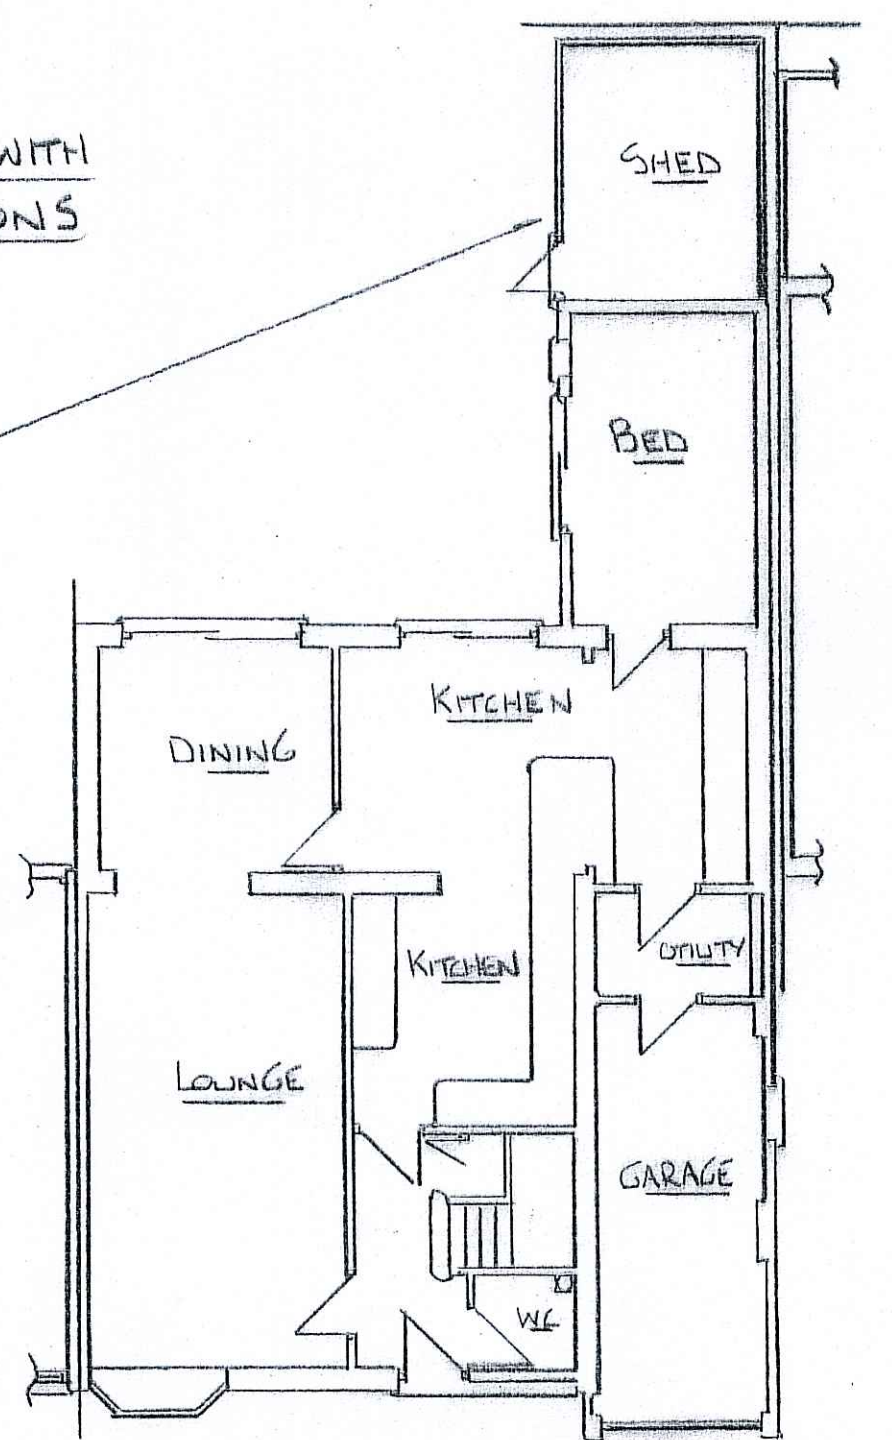 WITH
ONS
SHED
BED
KITCHEN
DINING
UTILITY
KITCHEN
LOUNGE
GARAGE
WC